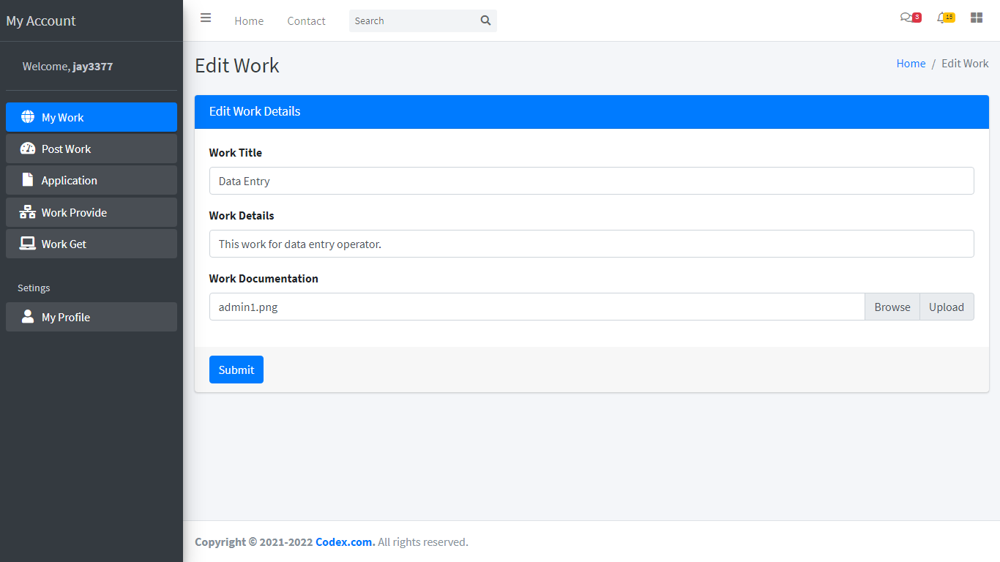 My Account
Home
Contact
Search
3
15
Welcome, jay3377
Edit Work
Home / Edit Work
My Work
Post Work
Application
Work Provide
Work Get
Setings
My Profile
Edit Work Details
Work Title
Data Entry
Work Details
This work for data entry operator.
Work Documentation
admin1.png
Browse
Upload
Submit
Copyright © 2021-2022 Codex.com. All rights reserved.